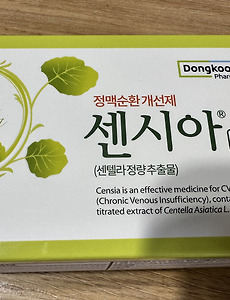 Dongkoo
Phar
정맥순환 개선제
센시아®
(센텔라정량추출물)
Censia is an effective medicine for CV
(Chronic Venous Insufficiency), conta
titrated extract of Centella Asiatica L.